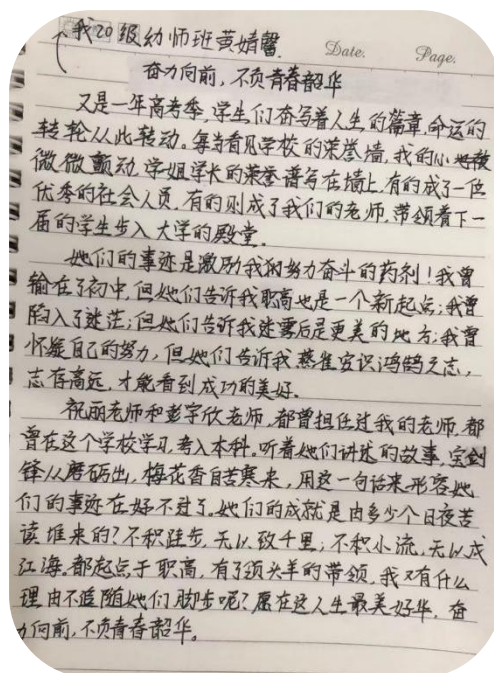 我20级幼师班黄婧馨.
Date.
Page.
奋力向前,不负青春韶华
又是一年高考季,学生们奋写着人生的篇章,命运的
转轮从此转动。每当看见学校的荣誉墙,我的心
微微颤动,学姐学长的荣誉谱写在墙上,有的成了一位
优秀的社会人员,有的则成了我们的老师,带领着下一
届的学生步入大学的殿堂.
她们的事迹是激励我的努力奋斗的药剂!我曾
输在了初中,但她们告诉我职高也是一个新起点;我曾
陷入了迷茫;但她们告诉我迷雾后是更美的地方;我曾
怀疑自己的努力,但她们告诉我燕雀安识鸿鹄之志,
志存高远,才能看到成功的美好.
祝丽老师和彭宇欣老师,都曾担任过我的老师,都
曾在这个学校学习,考入本科。听着她们讲述的故事,宝剑
锋从磨砺出,梅花香自苦寒来,用这一句话来形容她
们的事迹在好不过了。她们的成就是由多少个日夜苦
读堆来的?不积跬步,无以致千里;不积小流,无以成
江海。都起点于职高,有了领头羊的带领,我又有什么
理由不追随她们脚步呢?愿在这人生最美好华,奋
力向前,不负青春韶华。